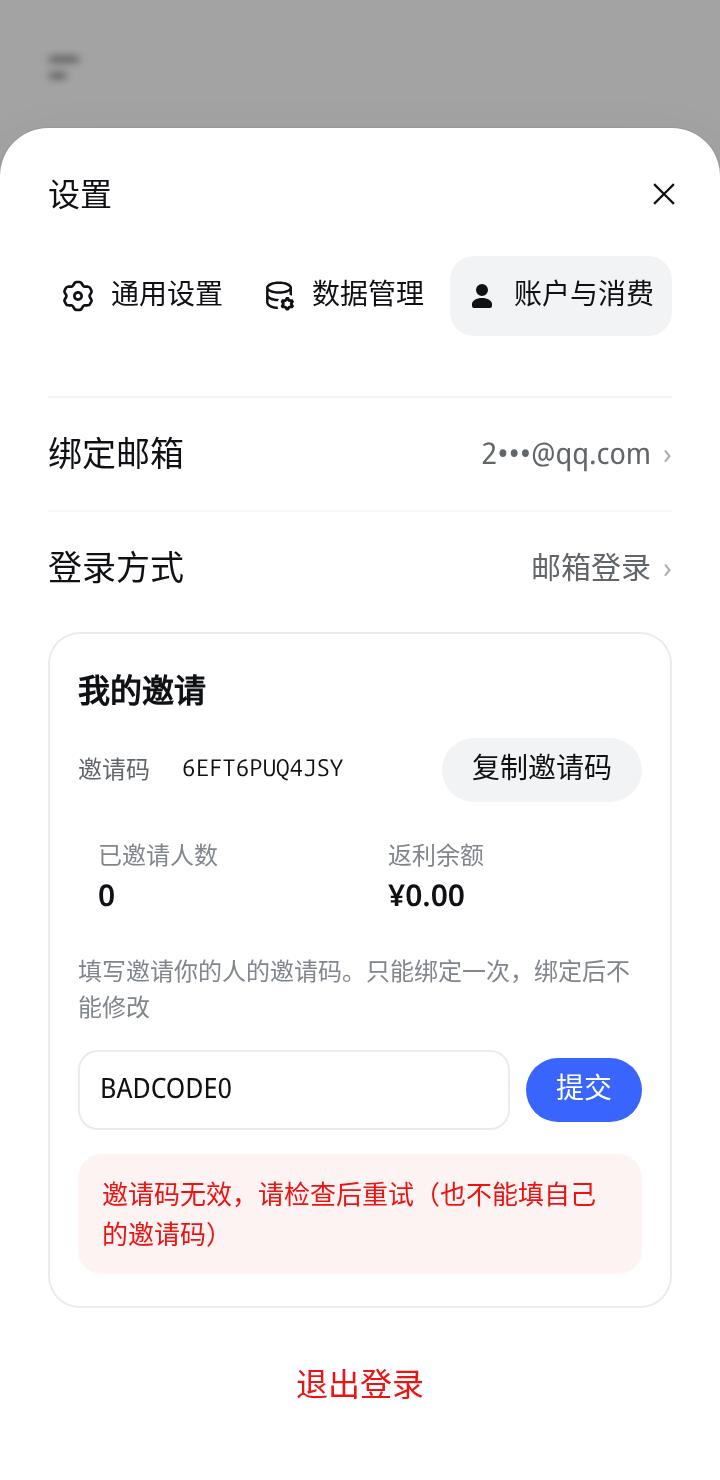 设置
通用设置 数据管理 账户与消费
绑定邮箱 2•••@qq.com ›
登录方式 邮箱登录 ›
我的邀请
邀请码 6EFT6PUQ4JSY 复制邀请码
已邀请人数 返利余额
0 ¥0.00
填写邀请你的人的邀请码。只能绑定一次，绑定后不
能修改
BADCODE0 提交
邀请码无效，请检查后重试（也不能填自己
的邀请码）
退出登录